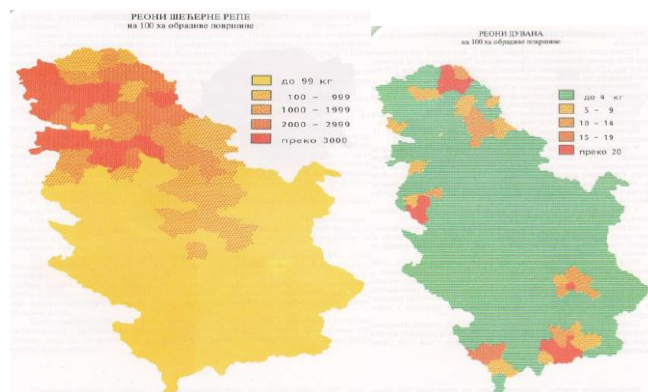 РЕОНИ ШЕЋЕРНЕ РЕПЕ
на 100 ха обрадиве површине
до 99 кг
100 - 999
1000 - 1999
2000 - 2999
преко 3000
РЕОНИ ДУВАНА
на 100 ха обрадиве површине
до 4 кг
5 - 9
10 - 14
15 - 19
преко 20